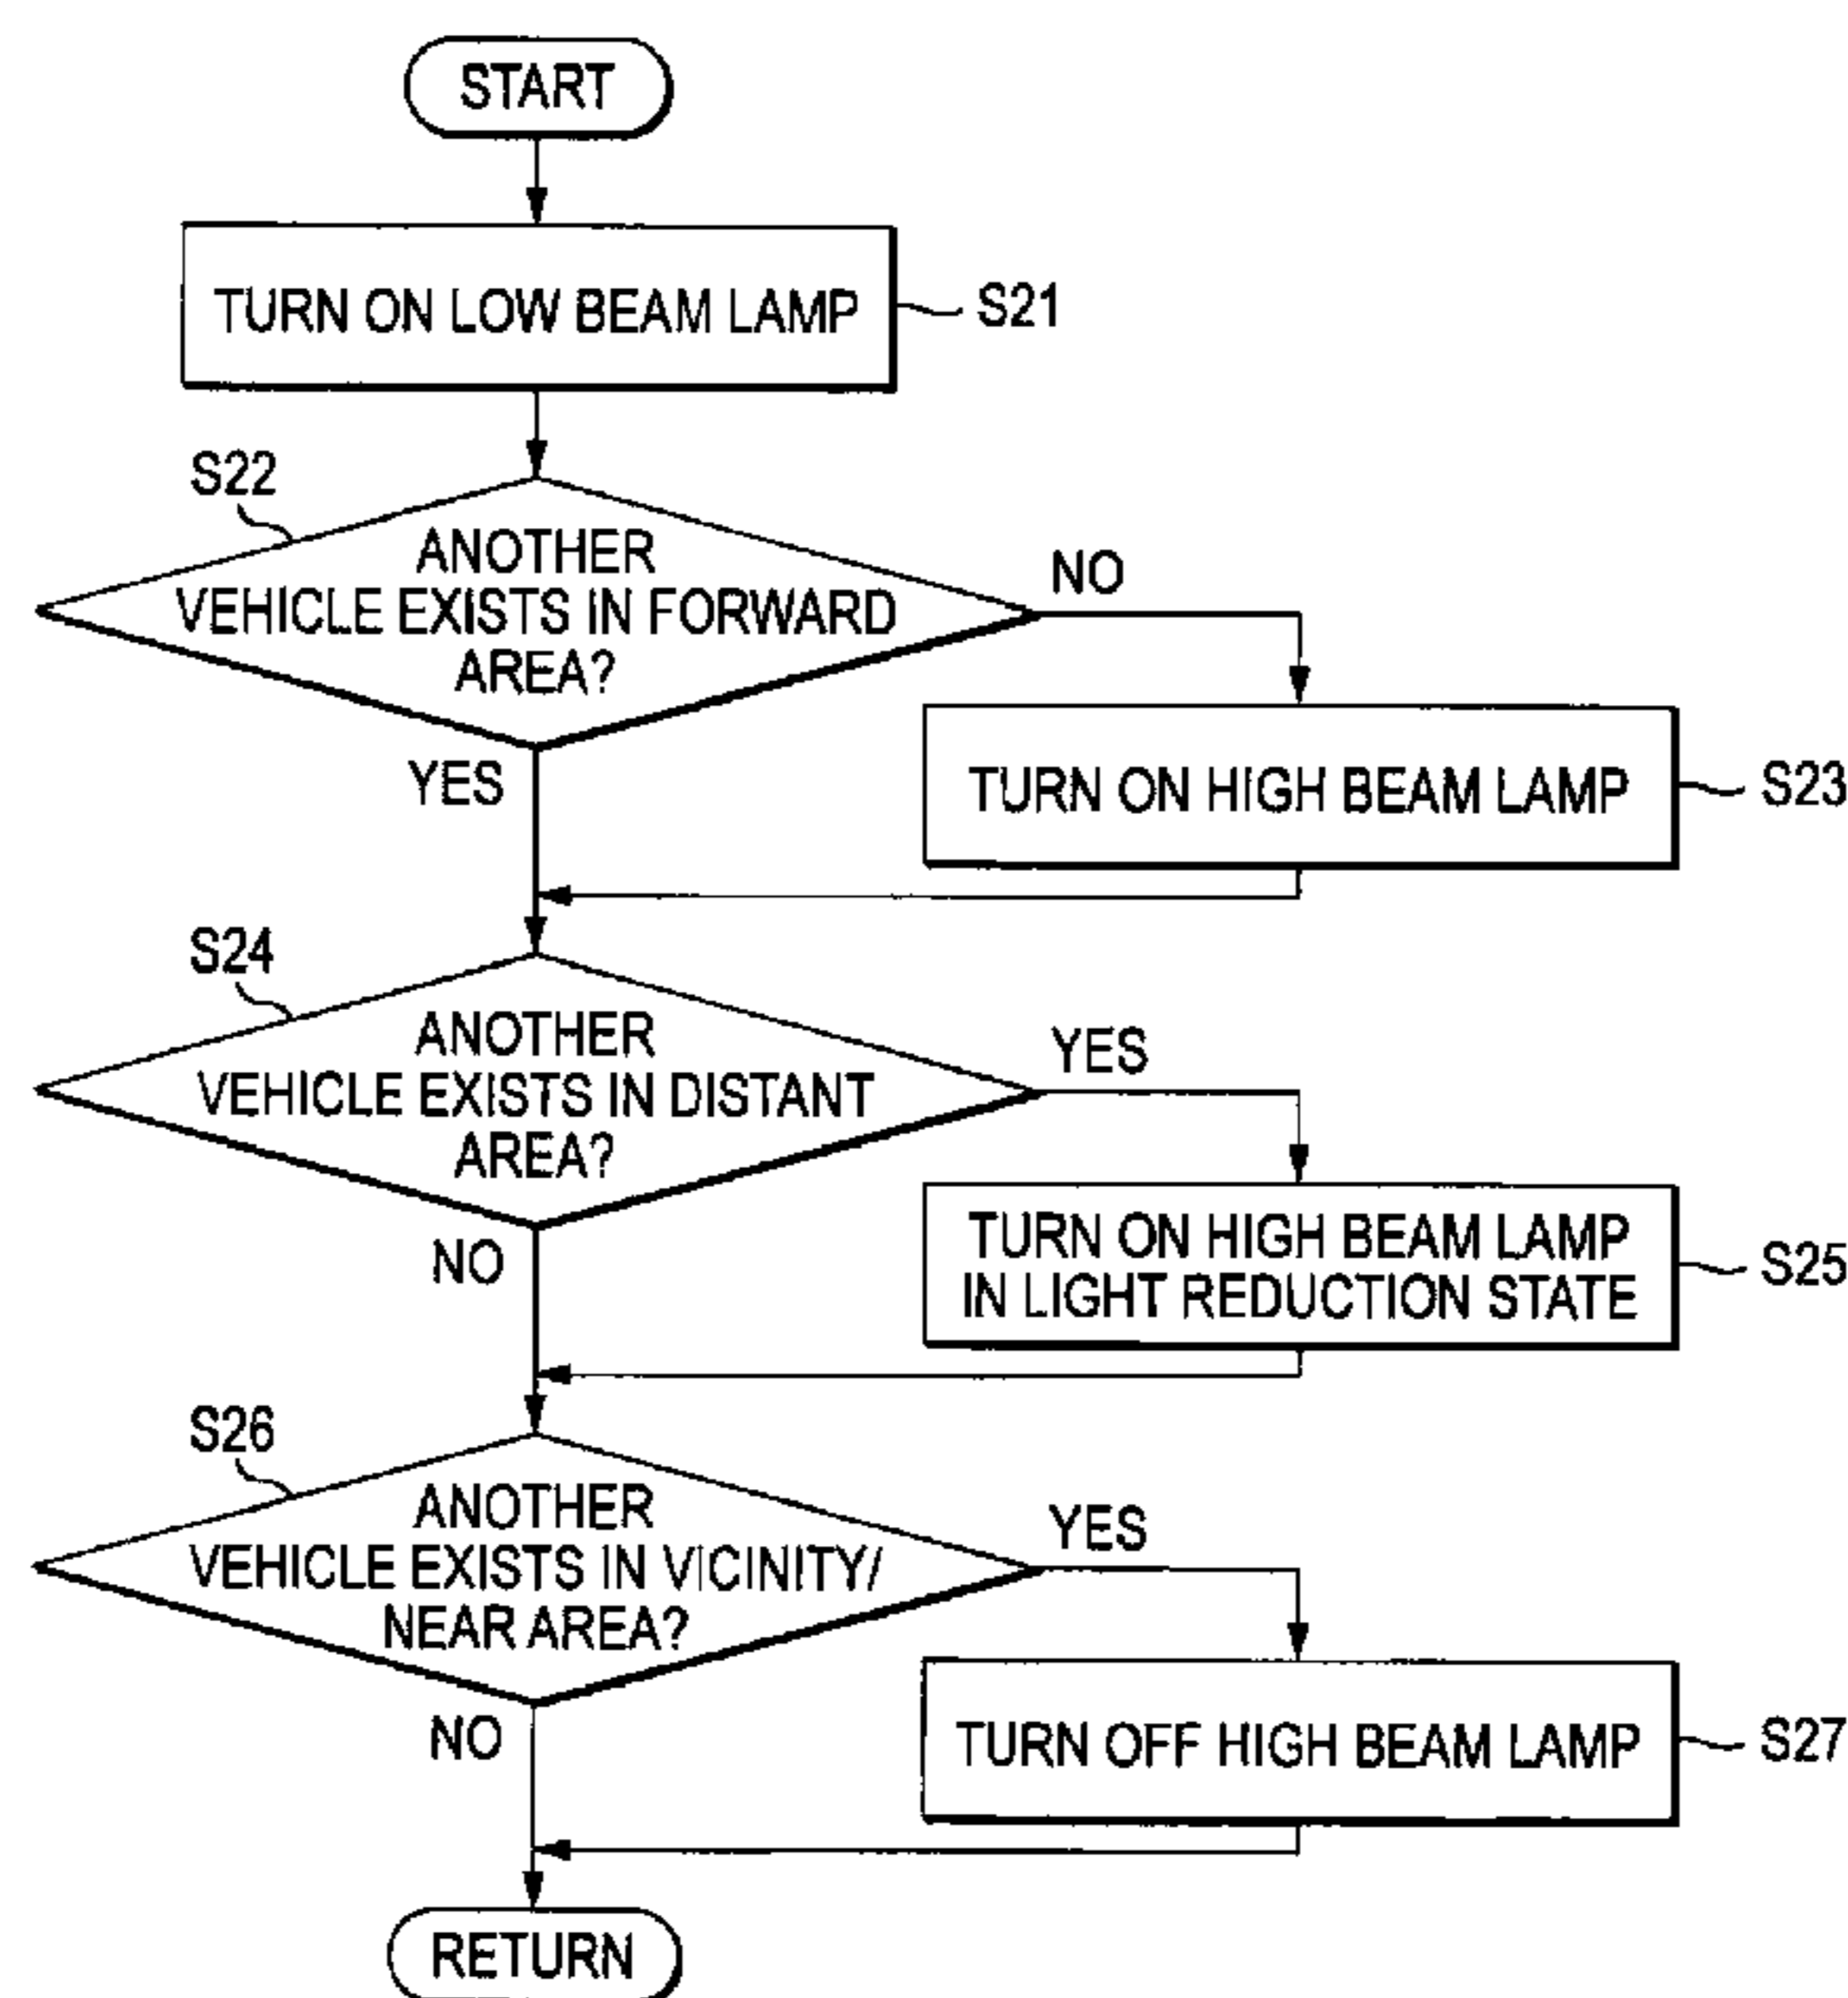 START
TURN ON LOW BEAM LAMP
S21
S22
ANOTHER
VEHICLE EXISTS IN FORWARD
AREA?
NO
YES
TURN ON HIGH BEAM LAMP
S23
S24
ANOTHER
VEHICLE EXISTS IN DISTANT
AREA?
YES
NO
TURN ON HIGH BEAM LAMP
IN LIGHT REDUCTION STATE
S25
S26
ANOTHER
VEHICLE EXISTS IN VICINITY/
NEAR AREA?
YES
NO
TURN OFF HIGH BEAM LAMP
S27
RETURN